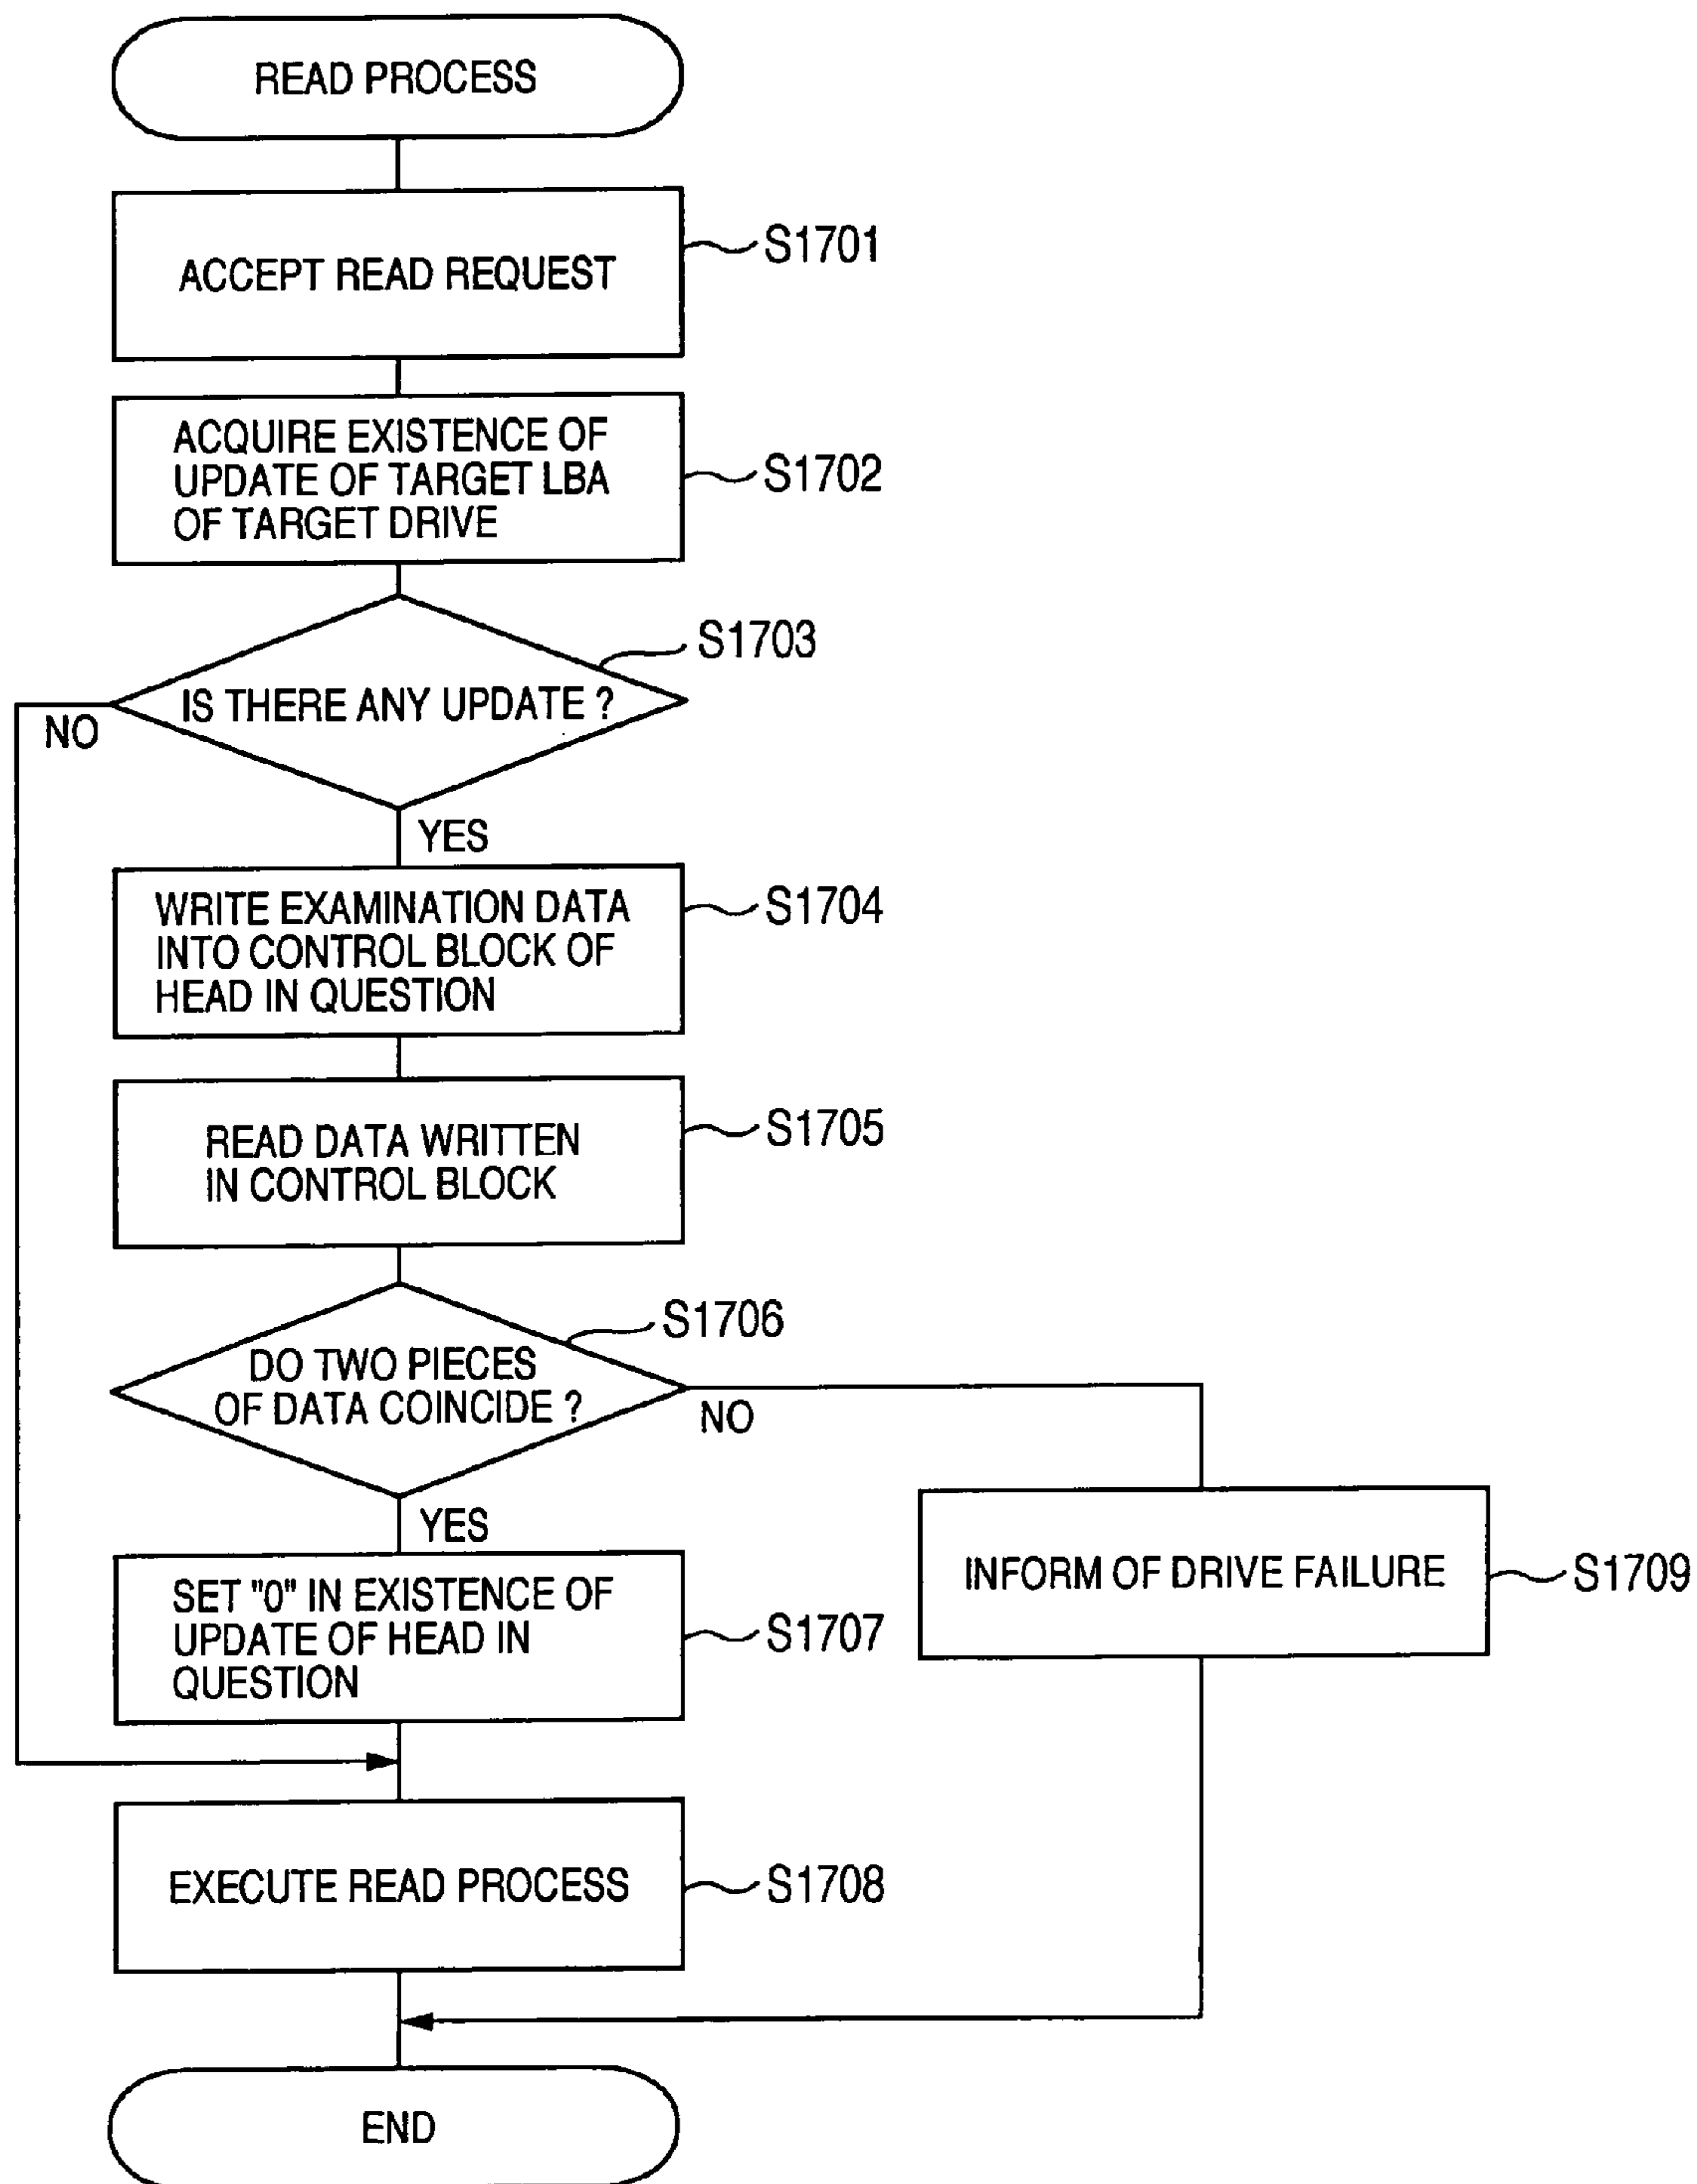 READ PROCESS
ACCEPT READ REQUEST
S1701
ACQUIRE EXISTENCE OF
UPDATE OF TARGET LBA
OF TARGET DRIVE
S1702
S1703
IS THERE ANY UPDATE ?
NO
YES
WRITE EXAMINATION DATA
INTO CONTROL BLOCK OF
HEAD IN QUESTION
S1704
READ DATA WRITTEN
IN CONTROL BLOCK
S1705
S1706
DO TWO PIECES
OF DATA COINCIDE ?
NO
YES
SET "0" IN EXISTENCE OF
UPDATE OF HEAD IN
QUESTION
S1707
INFORM OF DRIVE FAILURE
S1709
EXECUTE READ PROCESS
S1708
END